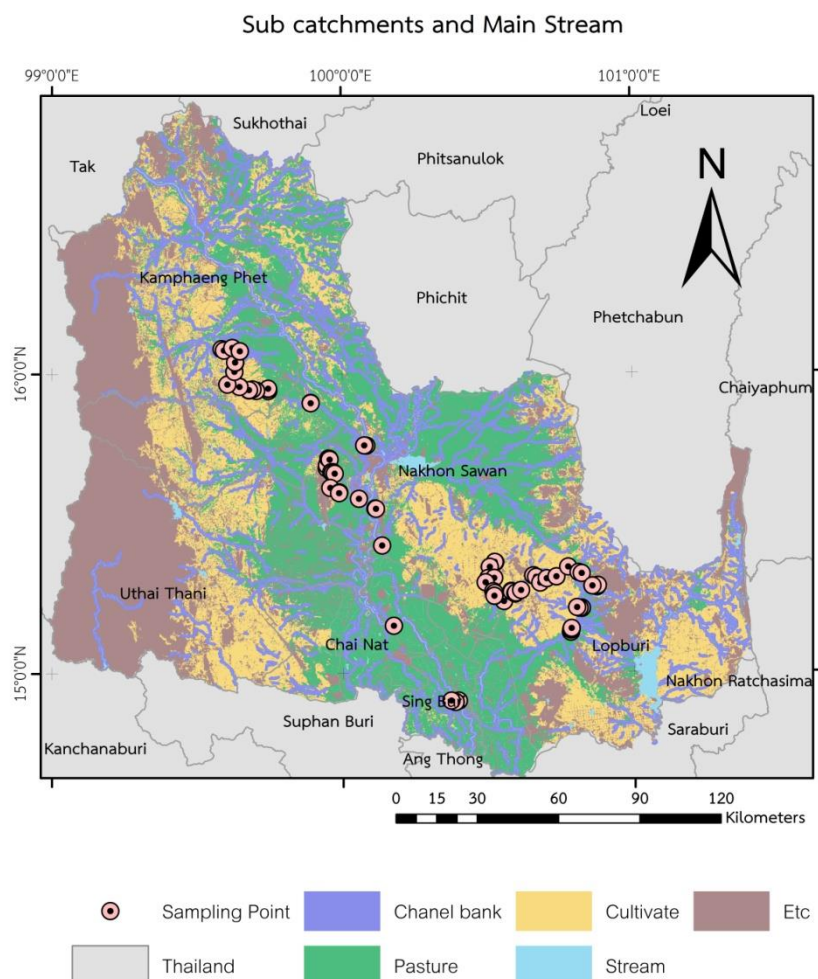 Sub catchments and Main Stream
99°0'0"E 100°0'0"E 101°0'0"E
Loei
Sukhothai
Phitsanulok
Tak
N
Kamphaeng Phet
Phichit
Phetchabun
16°0'0"N
Chaiyaphum
Nakhon Sawan
Uthai Thani
Chai Nat
Lopburi
15°0'0"N
Nakhon Ratchasima
Sing
Suphan Buri
Saraburi
Kanchanaburi
Ang Thong
0 15 30 60 90 120
Kilometers
Sampling Point Chanel bank Cultivate Etc
Thailand Pasture Stream